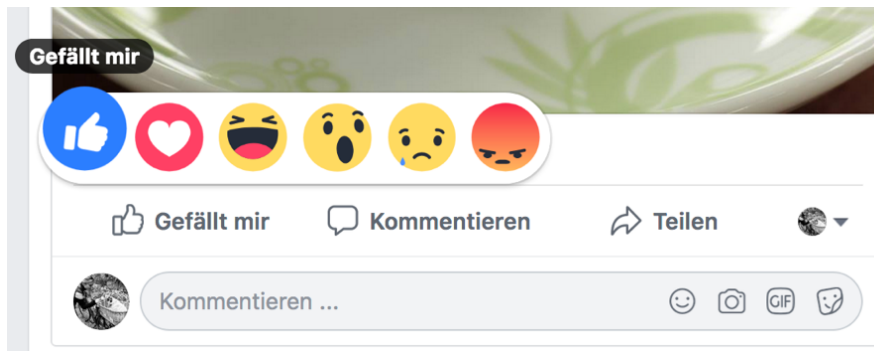 Gefällt mir
Gefällt mir Kommentieren Teilen
Kommentieren ... GIF